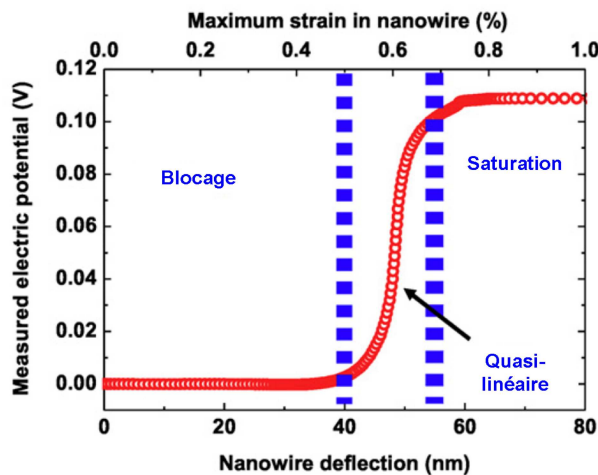 Maximum strain in nanowire (%)
0.0 0.2 0.4 0.6 0.8 1.0
Measured electric potential (V)
0.12
0.10
0.08
0.06
0.04
0.02
0.00
Blocage
Saturation
Quasi-
linéaire
0 20 40 60 80
Nanowire deflection (nm)